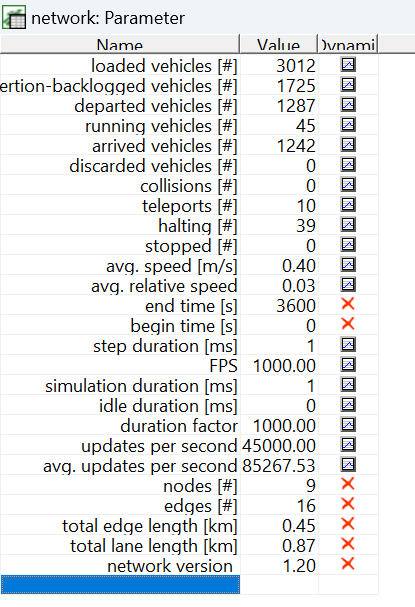 network: Parameter
Name Value Dynami
loaded vehicles [#] 3012
ertion-backlogged vehicles [#] 1725
departed vehicles [#] 1287
running vehicles [#] 45
arrived vehicles [#] 1242
discarded vehicles [#] 0
collisions [#] 0
teleports [#] 10
halting [#] 39
stopped [#] 0
avg. speed [m/s] 0.40
avg. relative speed 0.03
end time [s] 3600
begin time [s] 0
step duration [ms] 1
FPS 1000.00
simulation duration [ms] 1
idle duration [ms] 0
duration factor 1000.00
updates per second 45000.00
avg. updates per second 85267.53
nodes [#] 9
edges [#] 16
total edge length [km] 0.45
total lane length [km] 0.87
network version 1.20